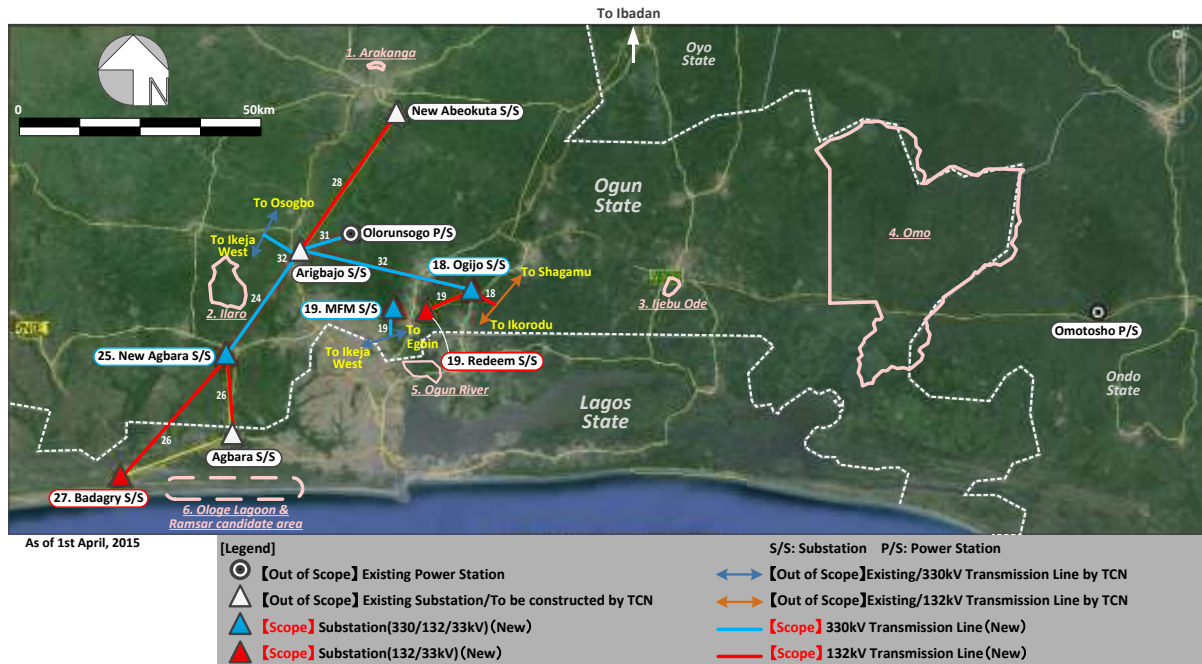 To Ibadan
Oyo
State
1. Arakanga
N
0
50km
New Abeokuta S/S
28
Ogun
State
To Osogbo
To Ikeja
West
31
Olorunsogo P/S
32
32
Arigbajo S/S
4. Omo
18. Ogijo S/S
To Shagamu
24
2. Ilaro
19. MFM S/S
19
18
3. Ijebu Ode
Omotosho P/S
19
To
Egbin
To Ikorodu
To Ikeja
West
25. New Agbara S/S
19. Redeem S/S
5. Ogun River
26
Lagos
State
Ondo
State
26
Agbara S/S
27. Badagry S/S
6. Ologe Lagoon &
Ramsar candidate area
As of 1st April, 2015
[Legend]
S/S: Substation P/S: Power Station
【Out of Scope】Existing Power Station
【Out of Scope】Existing/330kV Transmission Line by TCN
【Out of Scope】Existing Substation/To be constructed by TCN
【Out of Scope】Existing/132kV Transmission Line by TCN
【Scope】Substation(330/132/33kV)(New)
【Scope】330kV Transmission Line(New)
【Scope】Substation(132/33kV)(New)
【Scope】132kV Transmission Line(New)